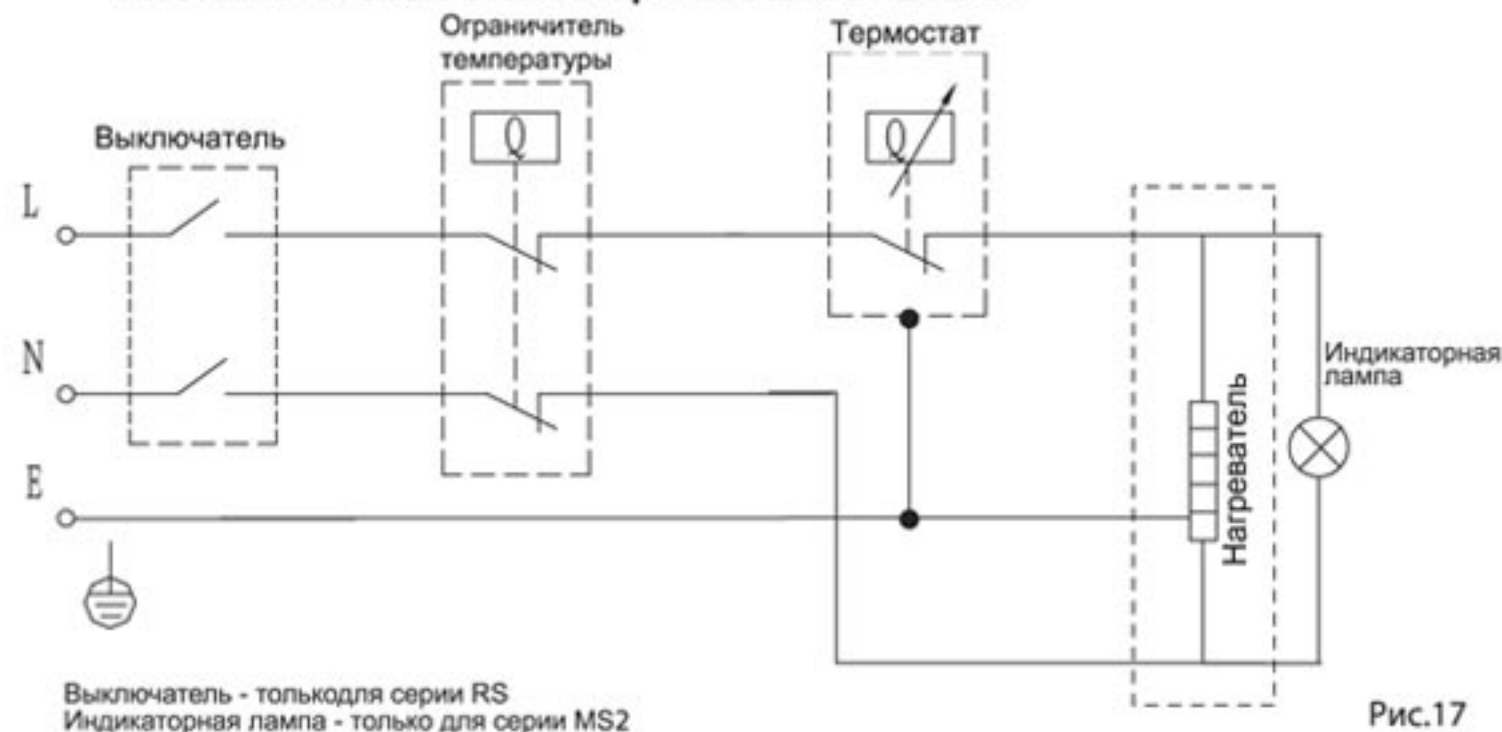 Ограничитель
температуры
Термостат
Q
Q
Выключатель
L
N
E
Индикаторная
лампа
Нагреватель
Выключатель - толькодля серии RS
Индикаторная лампа - только для серии MS2
Рис.17